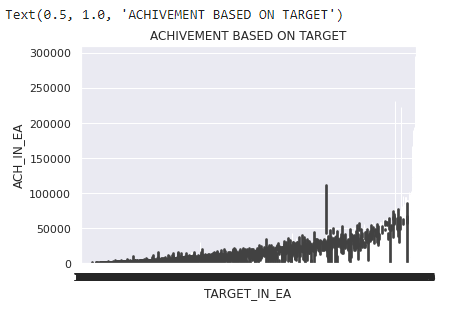 Text(0.5, 1.0, 'ACHIVEMENT BASED ON TARGET')
ACHIVEMENT BASED ON TARGET
300000
250000
200000
150000
100000
50000
0
ACH_IN_EA
TARGET_IN_EA